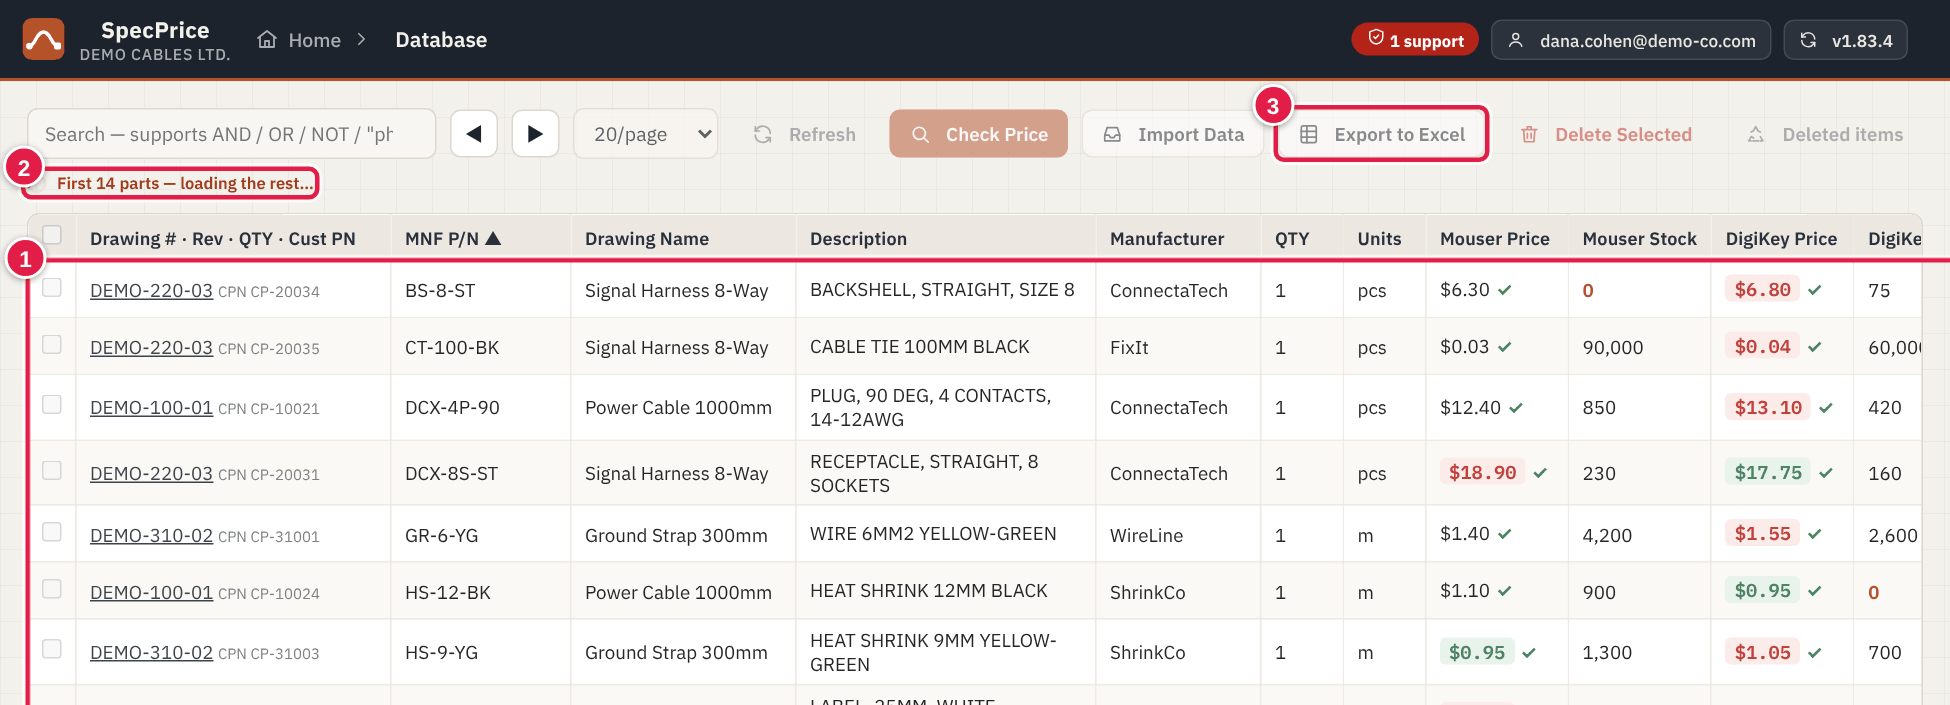 SpecPrice
DEMO CABLES LTD.
Home
Database
1 support
dana.cohen@demo-co.com
v1.83.4
3
Search — supports AND / OR / NOT / "ph
20/page
Refresh
Check Price
Import Data
Export to Excel
Delete Selected
Deleted items
2
First 14 parts — loading the rest...
1
Drawing # · Rev · QTY · Cust PN MNF P/N ▲ Drawing Name Description Manufacturer QTY Units Mouser Price Mouser Stock DigiKey Price DigiKe
DEMO-220-03 CPN CP-20034 BS-8-ST Signal Harness 8-Way BACKSHELL, STRAIGHT, SIZE 8 ConnectaTech 1 pcs $6.30 ✓ 0 $6.80 ✓ 75
DEMO-220-03 CPN CP-20035 CT-100-BK Signal Harness 8-Way CABLE TIE 100MM BLACK FixIt 1 pcs $0.03 ✓ 90,000 $0.04 ✓ 60,000
DEMO-100-01 CPN CP-10021 DCX-4P-90 Power Cable 1000mm PLUG, 90 DEG, 4 CONTACTS,
14-12AWG ConnectaTech 1 pcs $12.40 ✓ 850 $13.10 ✓ 420
DEMO-220-03 CPN CP-20031 DCX-8S-ST Signal Harness 8-Way RECEPTACLE, STRAIGHT, 8
SOCKETS ConnectaTech 1 pcs $18.90 ✓ 230 $17.75 ✓ 160
DEMO-310-02 CPN CP-31001 GR-6-YG Ground Strap 300mm WIRE 6MM2 YELLOW-GREEN WireLine 1 m $1.40 ✓ 4,200 $1.55 ✓ 2,600
DEMO-100-01 CPN CP-10024 HS-12-BK Power Cable 1000mm HEAT SHRINK 12MM BLACK ShrinkCo 1 m $1.10 ✓ 900 $0.95 ✓ 0
DEMO-310-02 CPN CP-31003 HS-9-YG Ground Strap 300mm HEAT SHRINK 9MM YELLOW-
GREEN ShrinkCo 1 m $0.95 ✓ 1,300 $1.05 ✓ 700
LABEL, 25MM, WHITE